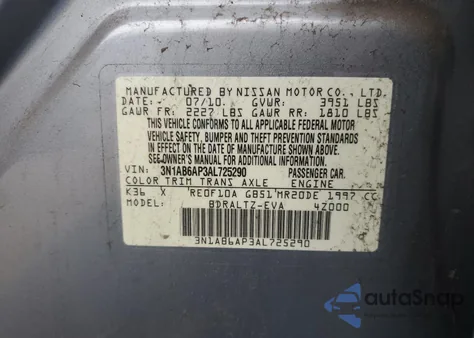 MANUFACTURED BY NISSAN MOTOR CO., LTD.
DATE: 07/10 GVWR: 3951 LBS
GAWR FR: 2227 LBS GAWR RR: 1810 LBS
THIS VEHICLE CONFORMS TO ALL APPLICABLE FEDERAL MOTOR
VEHICLE SAFETY, BUMPER AND THEFT PREVENTION STANDARDS
IN EFFECT ON THE DATE OF MANUFACTURE SHOWN ABOVE
SEE OWNER'S MANUAL FOR ADDITIONAL INFORMATION
VIN: 3N1AB6AP3AL725290 PASSENGER CAR.
COLOR TRIM TRANS AXLE ENGINE
K36 X RE0F10A GB51 MR20DE 1997 CC
MODEL: BDRALTZ-EVA 4Z000
3N1AB6AP3AL725290
autoSnap